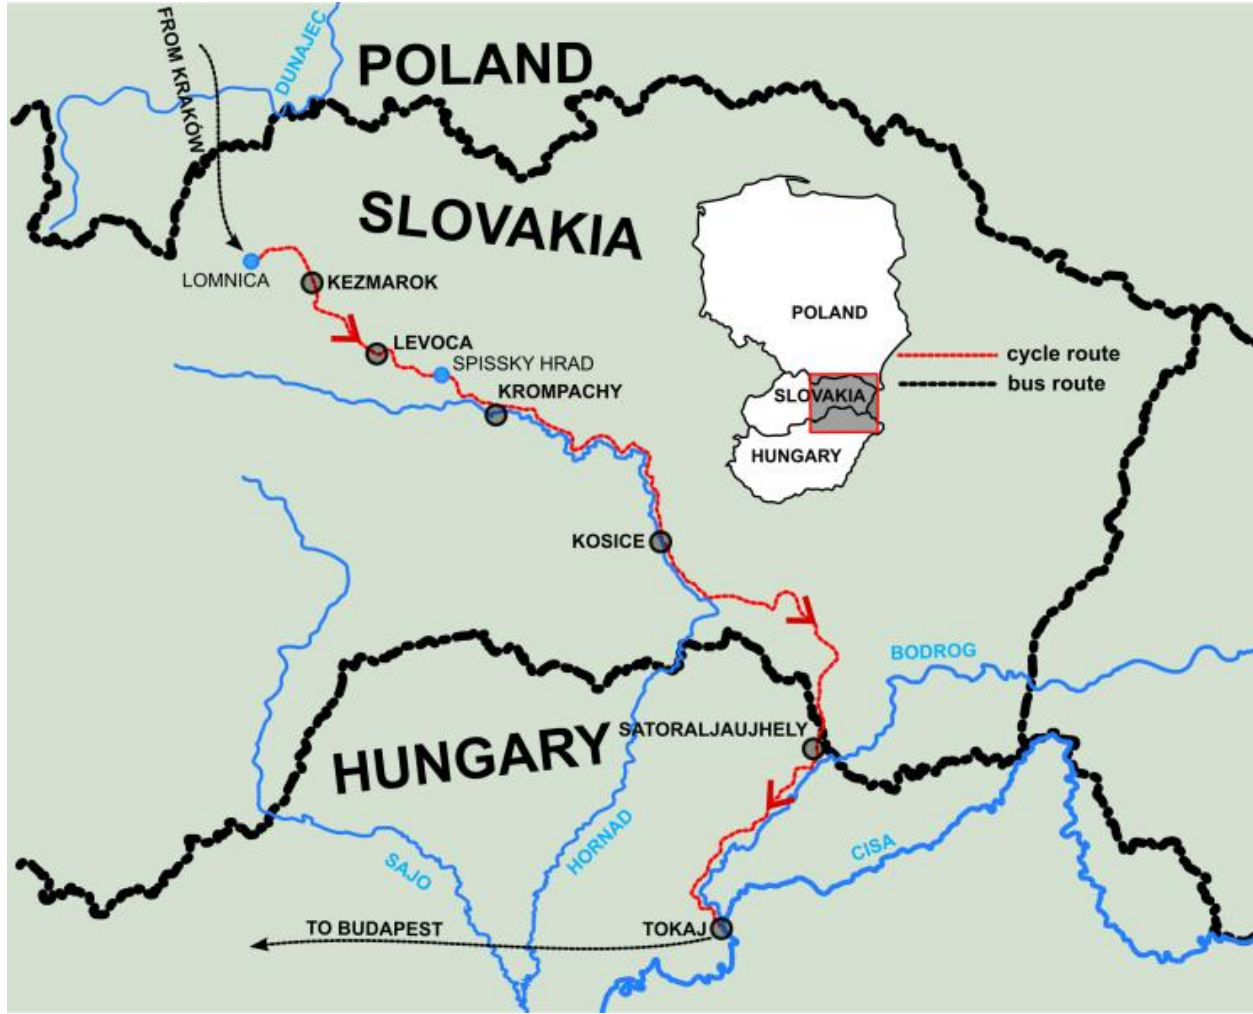 FROM KRAKÓW
DUNAJEC
POLAND
SLOVAKIA
LOMNICA
KEZMAROK
LEVOCA
SPISSKY HRAD
KROMPACHY
POLAND
SLOVAKIA
HUNGARY
cycle route
bus route
KOSICE
BODROG
SATORALJAUJHELY
HUNGARY
HORNAD
CISA
SAJO
TO BUDAPEST
TOKAJ